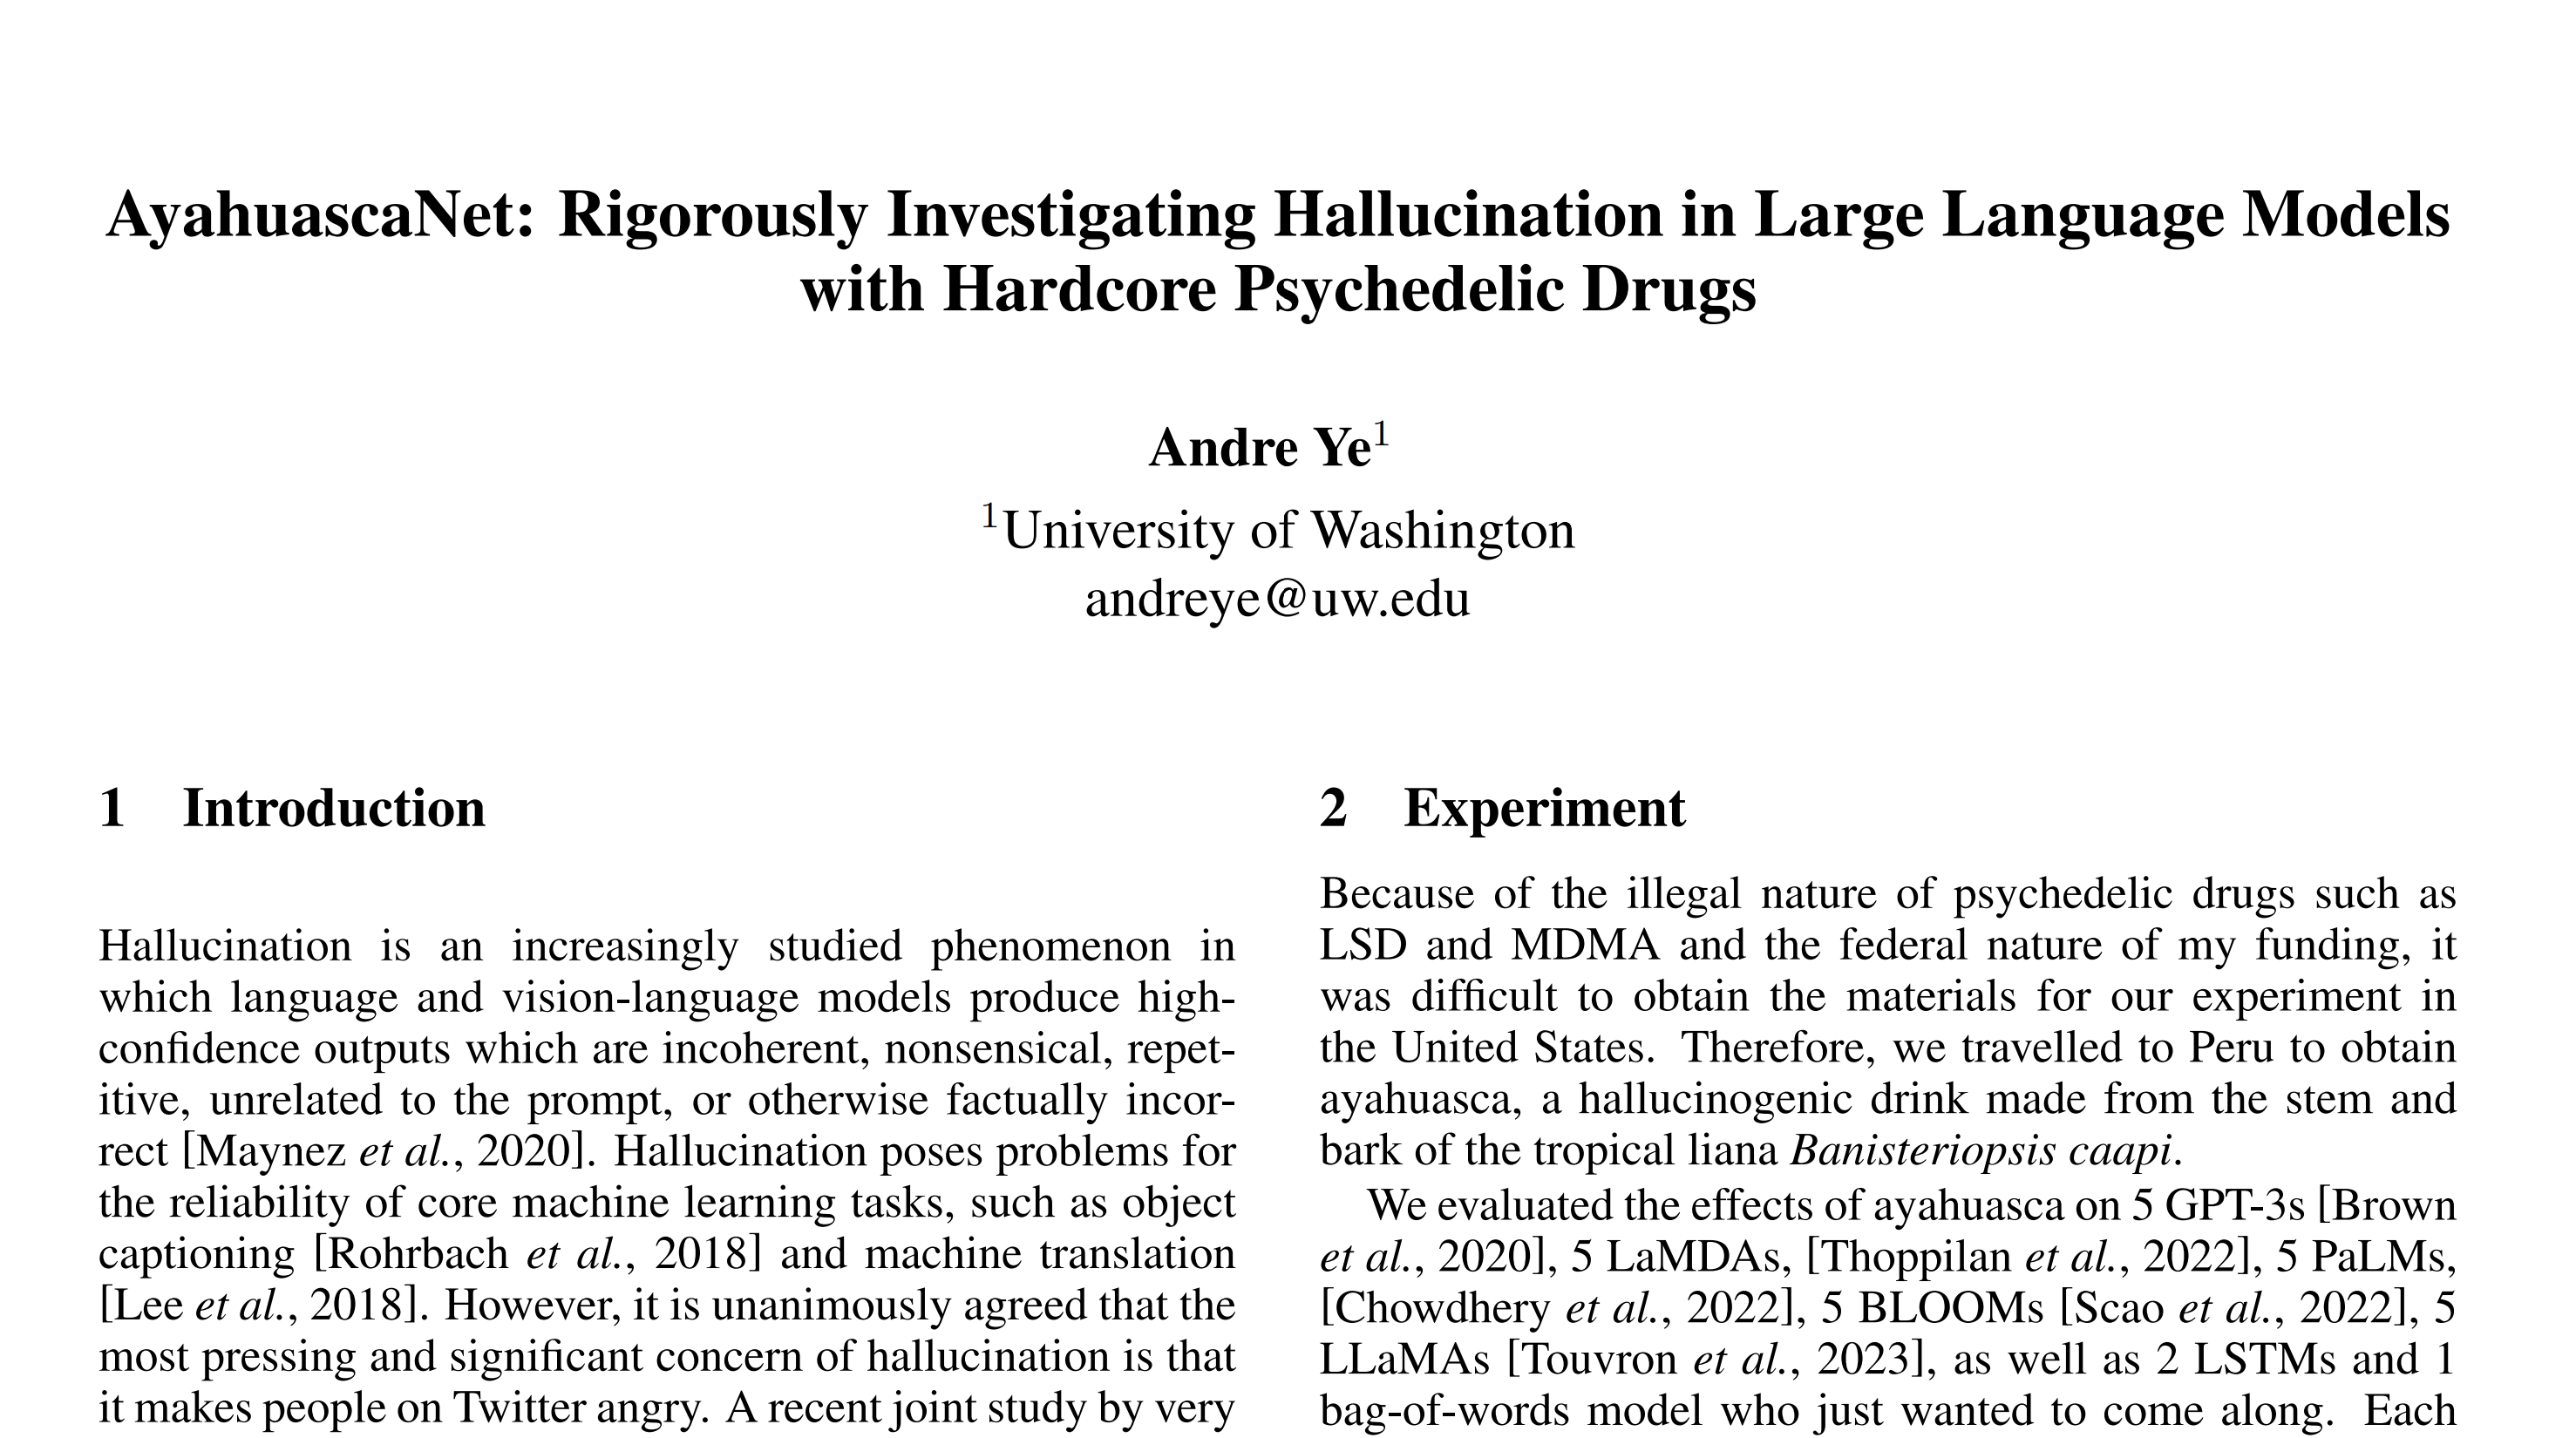 AyahuascaNet: Rigorously Investigating Hallucination in Large Language Models
with Hardcore Psychedelic Drugs
Andre Ye1
1University of Washington
andreye@uw.edu
1 Introduction
Hallucination is an increasingly studied phenomenon in
which language and vision-language models produce high-
confidence outputs which are incoherent, nonsensical, repet-
itive, unrelated to the prompt, or otherwise factually incor-
rect [Maynez et al., 2020]. Hallucination poses problems for
the reliability of core machine learning tasks, such as object
captioning [Rohrbach et al., 2018] and machine translation
[Lee et al., 2018]. However, it is unanimously agreed that the
most pressing and significant concern of hallucination is that
it makes people on Twitter angry. A recent joint study by very
2 Experiment
Because of the illegal nature of psychedelic drugs such as
LSD and MDMA and the federal nature of my funding, it
was difficult to obtain the materials for our experiment in
the United States. Therefore, we travelled to Peru to obtain
ayahuasca, a hallucinogenic drink made from the stem and
bark of the tropical liana Banisteriopsis caapi.
We evaluated the effects of ayahuasca on 5 GPT-3s [Brown
et al., 2020], 5 LaMDAs, [Thoppilan et al., 2022], 5 PaLMs,
[Chowdhery et al., 2022], 5 BLOOMs [Scao et al., 2022], 5
LLaMAs [Touvron et al., 2023], as well as 2 LSTMs and 1
bag-of-words model who just wanted to come along. Each